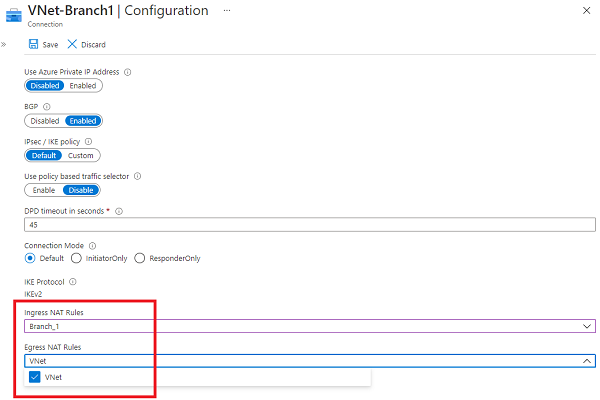 VNet-Branch1 | Configuration ...
Connection
Save Discard
Use Azure Private IP Address
Disabled Enabled
BGP
Disabled Enabled
IPsec / IKE policy
Default Custom
Use policy based traffic selector
Enable Disable
DPD timeout in seconds *
45
Connection Mode
Default InitiatorOnly ResponderOnly
IKE Protocol
IKEv2
Ingress NAT Rules
Branch_1
Egress NAT Rules
VNet
VNet